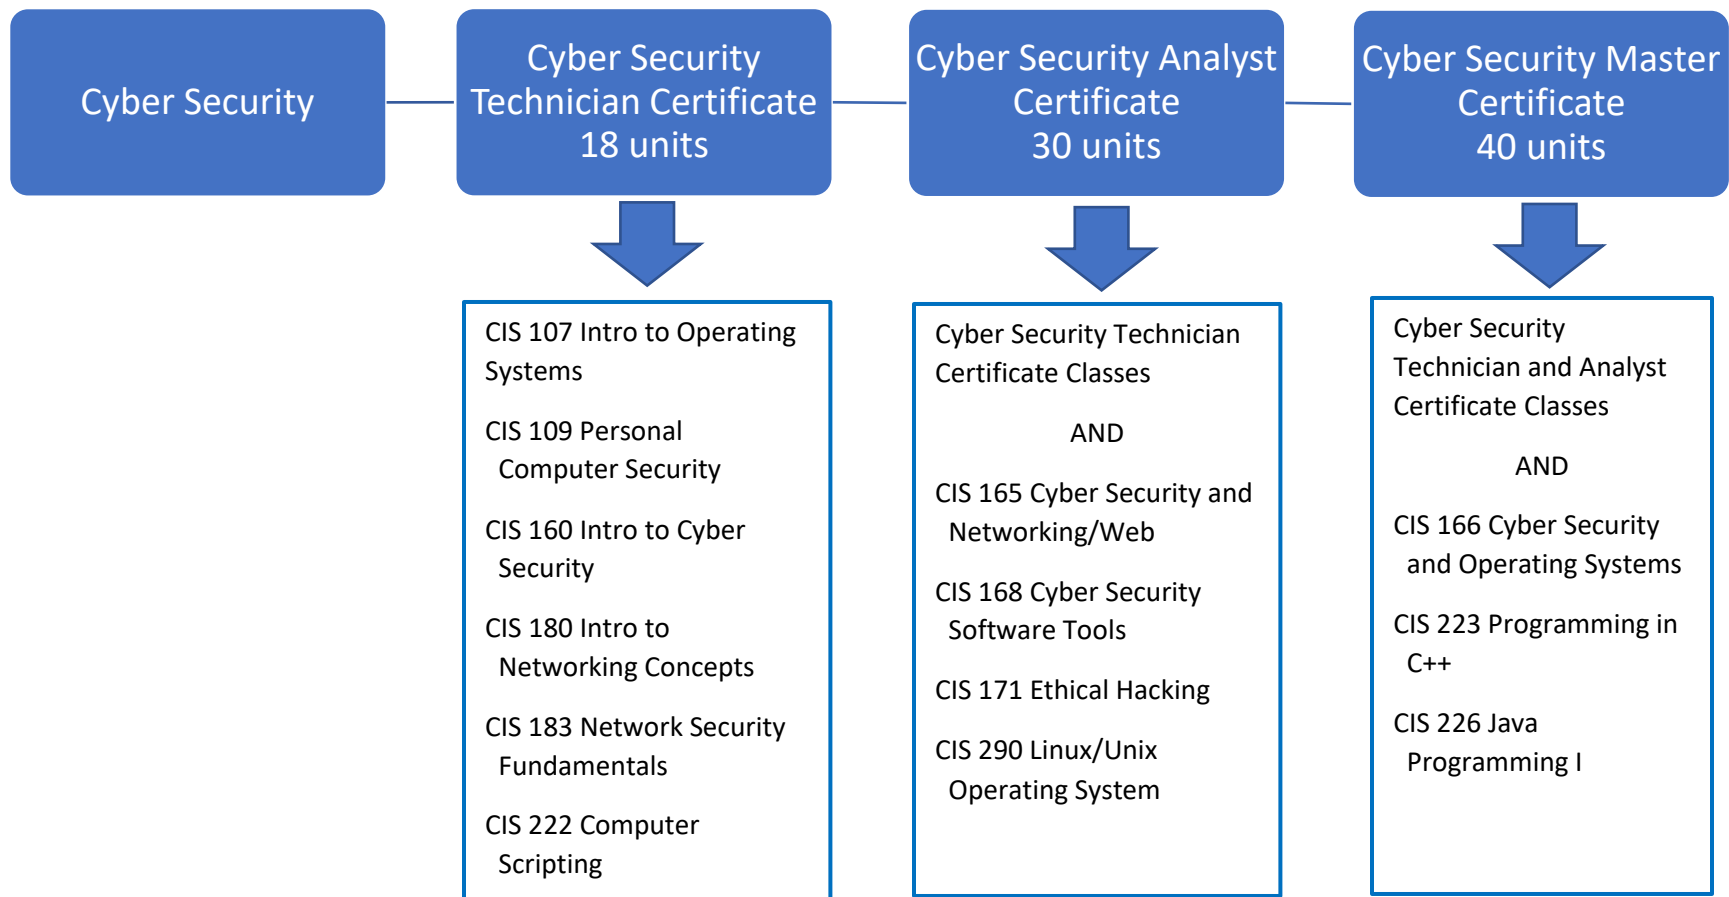 Cyber Security
Cyber Security
Technician Certificate
18 units
Cyber Security Analyst
Certificate
30 units
Cyber Security Master
Certificate
40 units
CIS 107 Intro to Operating
Systems
CIS 109 Personal
Computer Security
CIS 160 Intro to Cyber
Security
CIS 180 Intro to
Networking Concepts
CIS 183 Network Security
Fundamentals
CIS 222 Computer
Scripting
Cyber Security Technician
Certificate Classes
AND
CIS 165 Cyber Security and
Networking/Web
CIS 168 Cyber Security
Software Tools
CIS 171 Ethical Hacking
CIS 290 Linux/Unix
Operating System
Cyber Security
Technician and Analyst
Certificate Classes
AND
CIS 166 Cyber Security
and Operating Systems
CIS 223 Programming in
C++
CIS 226 Java
Programming I